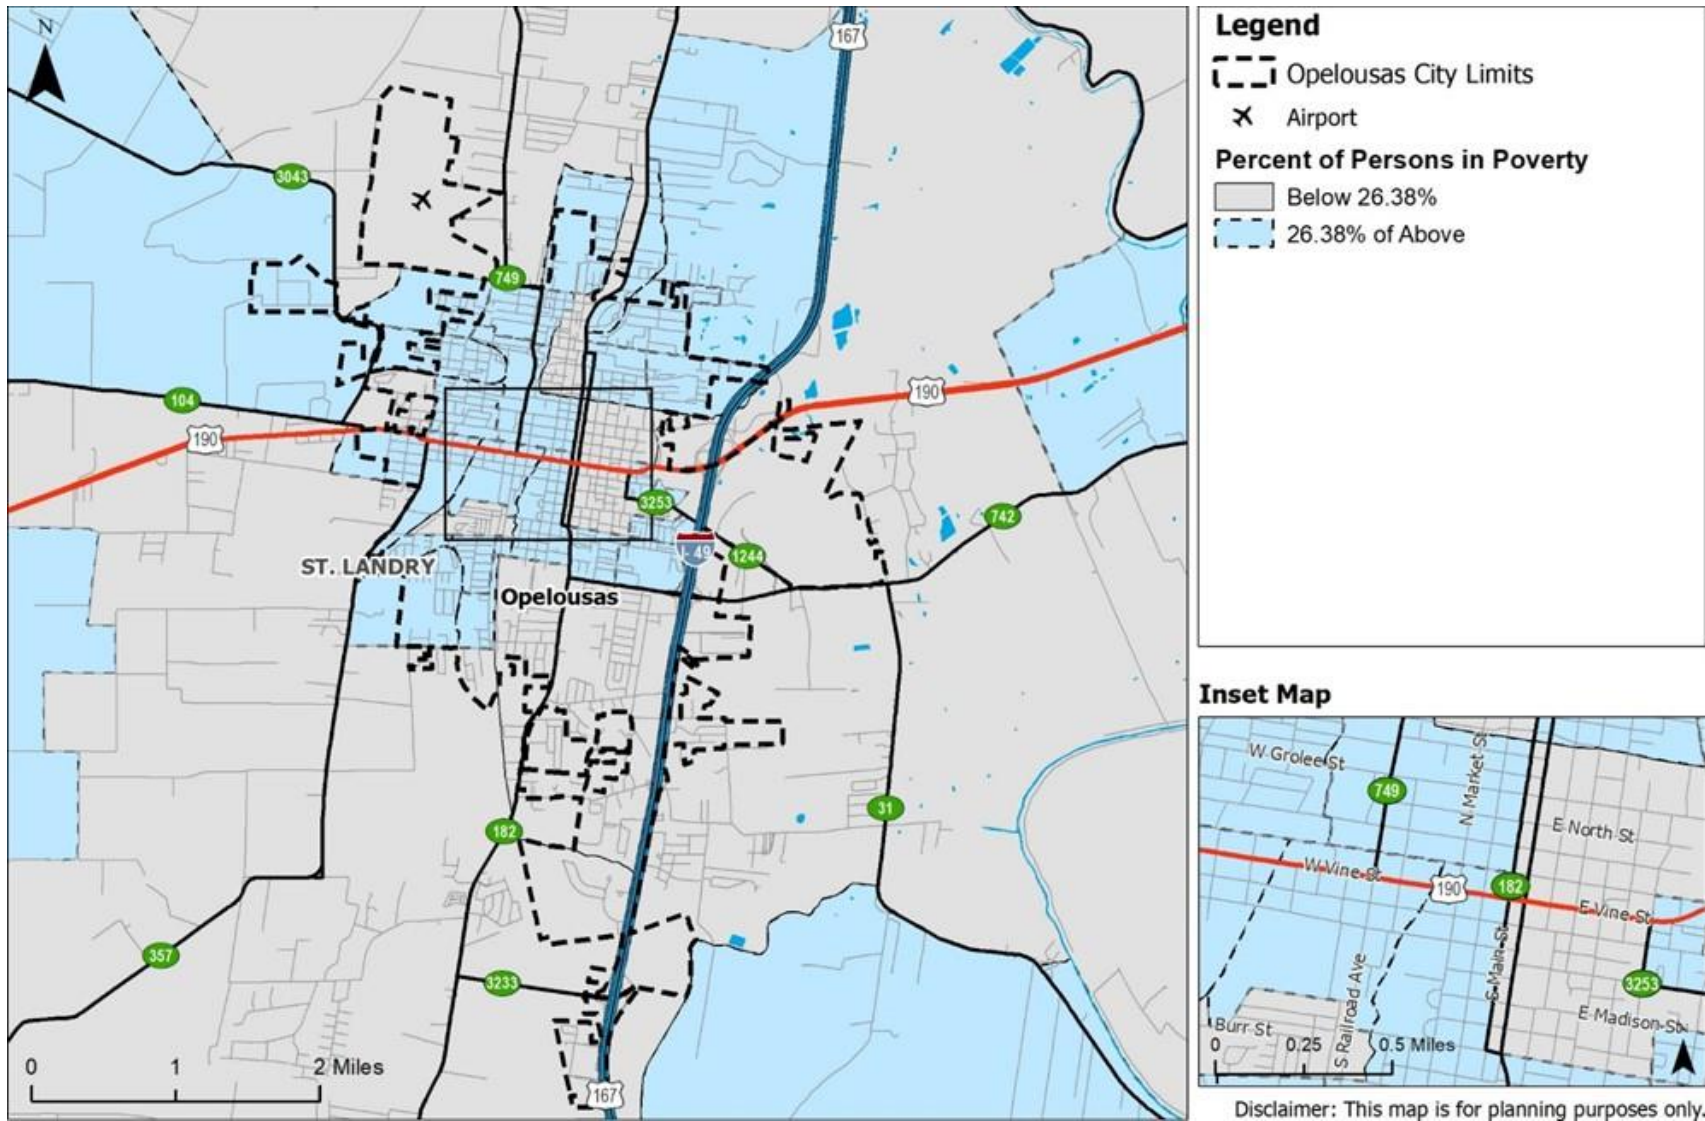 N
167
3043
749
104
190
190
3253
742
I-49
1244
ST. LANDRY
Opelousas
31
182
357
3233
0 1 2 Miles
167
Legend
Opelousas City Limits
Airport
Percent of Persons in Poverty
Below 26.38%
26.38% of Above
Inset Map
W Grolee St
N Market St
749
E North St
W Vine St
190
182
E Vine St
S Main St
S Railroad Ave
3253
E Madison St
Burr St
0 0.25 0.5 Miles
Disclaimer: This map is for planning purposes only.